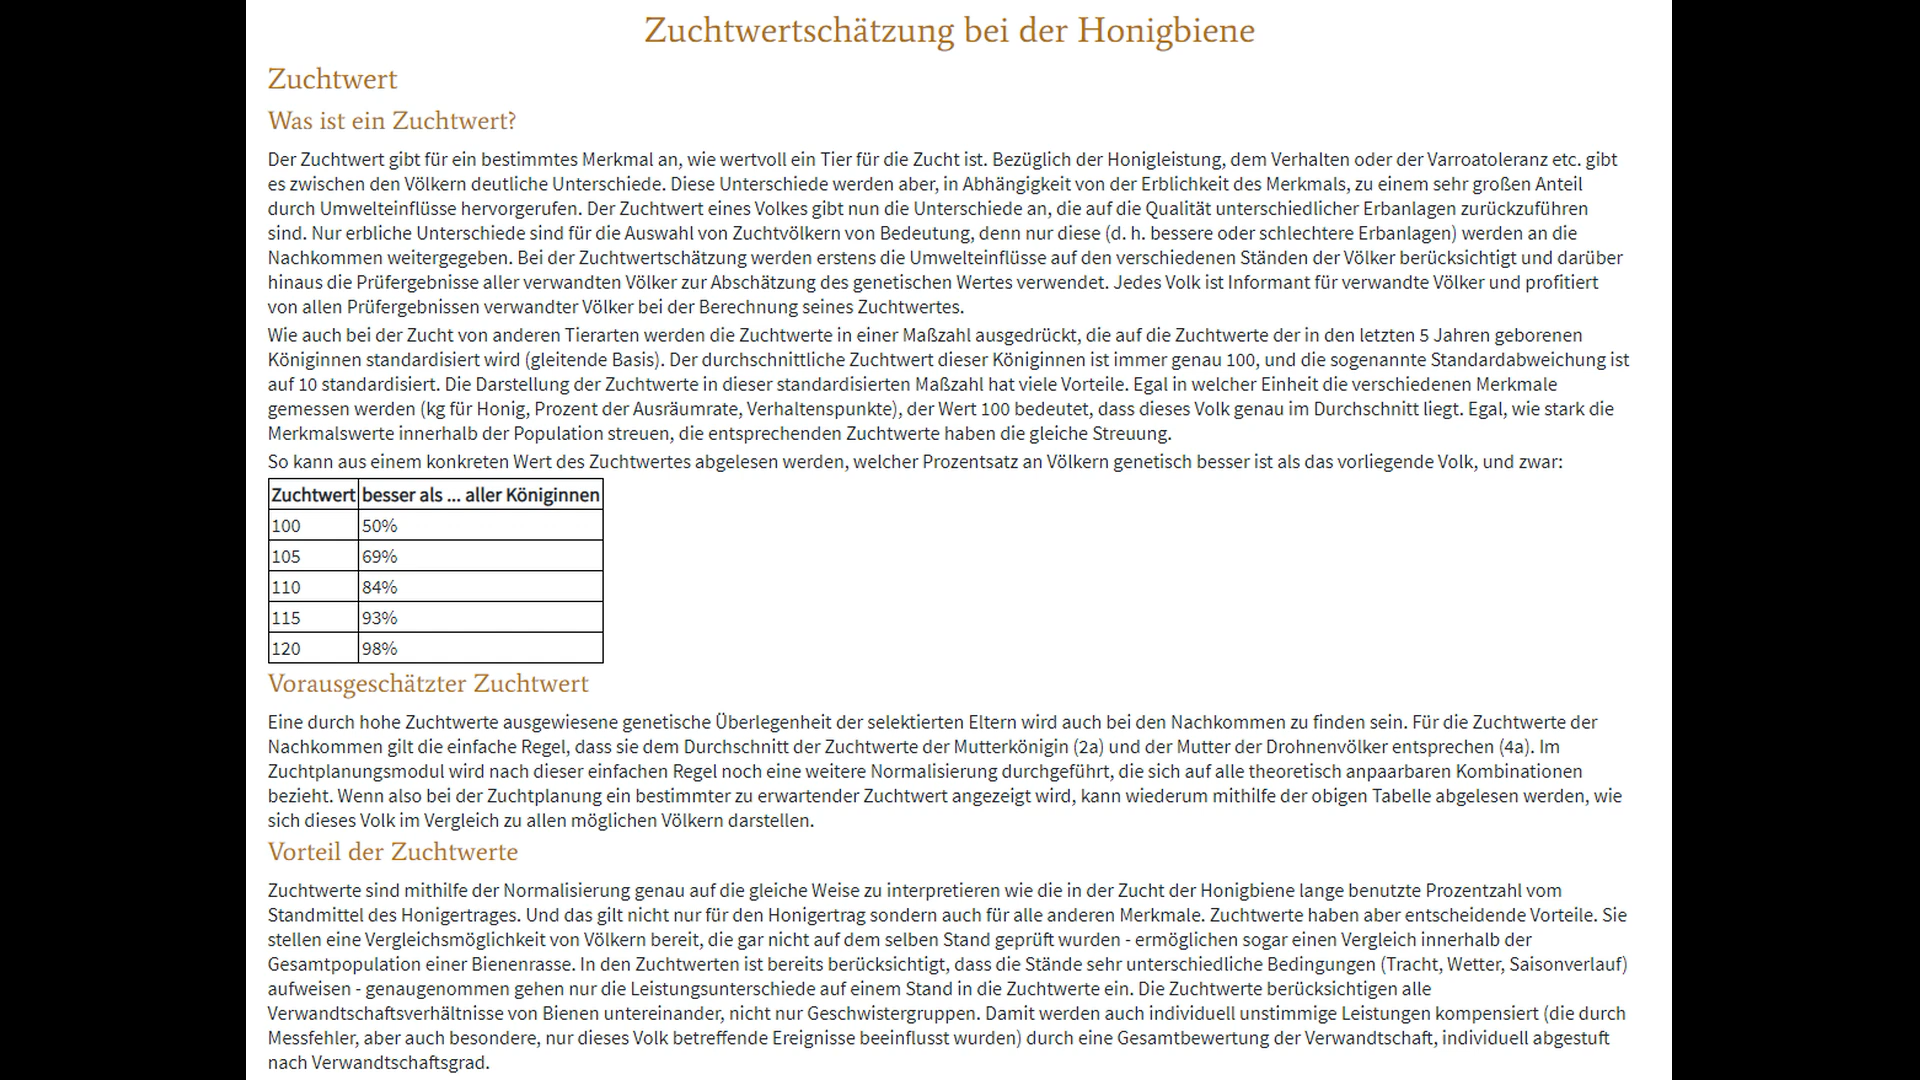 Zuchtwertschätzung bei der Honigbiene
Zuchtwert
Was ist ein Zuchtwert?
Der Zuchtwert gibt für ein bestimmtes Merkmal an, wie wertvoll ein Tier für die Zucht ist. Bezüglich der Honigleistung, dem Verhalten oder der Varroatoleranz etc. gibt
es zwischen den Völkern deutliche Unterschiede. Diese Unterschiede werden aber, in Abhängigkeit von der Erblichkeit des Merkmals, zu einem sehr großen Anteil
durch Umwelteinflüsse hervorgerufen. Der Zuchtwert eines Volkes gibt nun die Unterschiede an, die auf die Qualität unterschiedlicher Erbanlagen zurückzuführen
sind. Nur erbliche Unterschiede sind für die Auswahl von Zuchtvölkern von Bedeutung, denn nur diese (d. h. bessere oder schlechtere Erbanlagen) werden an die
Nachkommen weitergegeben. Bei der Zuchtwertschätzung werden erstens die Umwelteinflüsse auf den verschiedenen Ständen der Völker berücksichtigt und darüber
hinaus die Prüfergebnisse aller verwandten Völker zur Abschätzung des genetischen Wertes verwendet. Jedes Volk ist Informant für verwandte Völker und profitiert
von allen Prüfergebnissen verwandter Völker bei der Berechnung seines Zuchtwertes.
Wie auch bei der Zucht von anderen Tierarten werden die Zuchtwerte in einer Maßzahl ausgedrückt, die auf die Zuchtwerte der in den letzten 5 Jahren geborenen
Königinnen standardisiert wird (gleitende Basis). Der durchschnittliche Zuchtwert dieser Königinnen ist immer genau 100, und die sogenannte Standardabweichung ist
auf 10 standardisiert. Die Darstellung der Zuchtwerte in dieser standardisierten Maßzahl hat viele Vorteile. Egal in welcher Einheit die verschiedenen Merkmale
gemessen werden (kg für Honig, Prozent der Ausräumrate, Verhaltenspunkte), der Wert 100 bedeutet, dass dieses Volk genau im Durchschnitt liegt. Egal, wie stark die
Merkmalswerte innerhalb der Population streuen, die entsprechenden Zuchtwerte haben die gleiche Streuung.
So kann aus einem konkreten Wert des Zuchtwertes abgelesen werden, welcher Prozentsatz an Völkern genetisch besser ist als das vorliegende Volk, und zwar:
Zuchtwert besser als ... aller Königinnen
100 50%
105 69%
110 84%
115 93%
120 98%
Vorausgeschätzter Zuchtwert
Eine durch hohe Zuchtwerte ausgewiesene genetische Überlegenheit der selektierten Eltern wird auch bei den Nachkommen zu finden sein. Für die Zuchtwerte der
Nachkommen gilt die einfache Regel, dass sie dem Durchschnitt der Zuchtwerte der Mutterkönigin (2a) und der Mutter der Drohnenvölker entsprechen (4a). Im
Zuchtplanungsmodul wird nach dieser einfachen Regel noch eine weitere Normalisierung durchgeführt, die sich auf alle theoretisch anpaarbaren Kombinationen
bezieht. Wenn also bei der Zuchtplanung ein bestimmter zu erwartender Zuchtwert angezeigt wird, kann wiederum mithilfe der obigen Tabelle abgelesen werden, wie
sich dieses Volk im Vergleich zu allen möglichen Völkern darstellen.
Vorteil der Zuchtwerte
Zuchtwerte sind mithilfe der Normalisierung genau auf die gleiche Weise zu interpretieren wie die in der Zucht der Honigbiene lange benutzte Prozentzahl vom
Standmittel des Honigertrages. Und das gilt nicht nur für den Honigertrag sondern auch für alle anderen Merkmale. Zuchtwerte haben aber entscheidende Vorteile. Sie
stellen eine Vergleichsmöglichkeit von Völkern bereit, die gar nicht auf dem selben Stand geprüft wurden - ermöglichen sogar einen Vergleich innerhalb der
Gesamtpopulation einer Bienenrasse. In den Zuchtwerten ist bereits berücksichtigt, dass die Stände sehr unterschiedliche Bedingungen (Tracht, Wetter, Saisonverlauf)
aufweisen - genaugenommen gehen nur die Leistungsunterschiede auf einem Stand in die Zuchtwerte ein. Die Zuchtwerte berücksichtigen alle
Verwandtschaftsverhältnisse von Bienen untereinander, nicht nur Geschwistergruppen. Damit werden auch individuell unstimmige Leistungen kompensiert (die durch
Messfehler, aber auch besondere, nur dieses Volk betreffende Ereignisse beeinflusst wurden) durch eine Gesamtbewertung der Verwandtschaft, individuell abgestuft
nach Verwandtschaftsgrad.